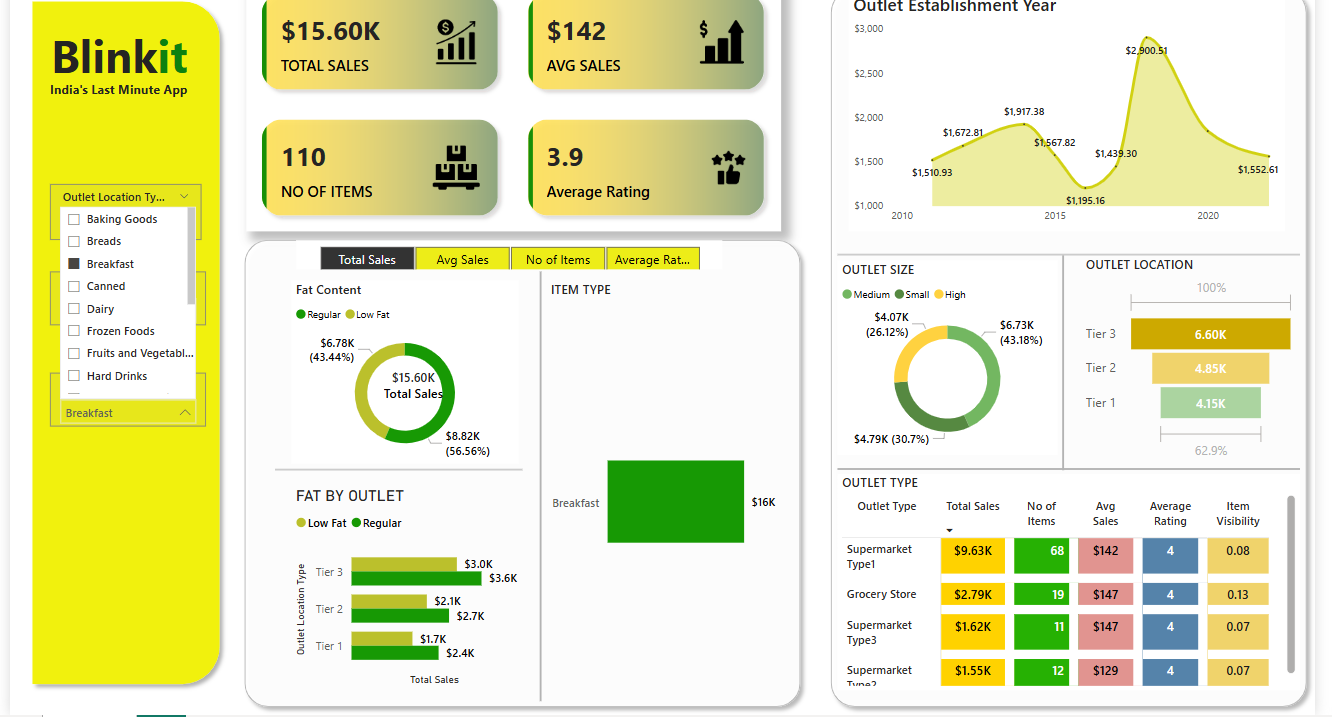 Blinkit
India's Last Minute App
Outlet Location Ty...
Baking Goods
Breads
Breakfast
Canned
Dairy
Frozen Foods
Fruits and Vegetabl...
Hard Drinks
Breakfast
$15.60K
TOTAL SALES
$142
AVG SALES
110
NO OF ITEMS
3.9
Average Rating
Total Sales
Avg Sales
No of Items
Average Rat...
Fat Content
Regular Low Fat
$6.78K
(43.44%)
$15.60K
Total Sales
$8.82K
(56.56%)
FAT BY OUTLET
Low Fat Regular
Outlet Location Type
Tier 3
$3.0K
$3.6K
Tier 2
$2.1K
$2.7K
Tier 1
$1.7K
$2.4K
Total Sales
ITEM TYPE
Breakfast
$16K
Outlet Establishment Year
$3,000
$2,500
$2,000
$1,500
$1,000
$1,510.93
$1,672.81
$1,917.38
$1,567.82
$1,195.16
$1,439.30
$2,900.51
$1,552.61
2010
2015
2020
OUTLET SIZE
Medium Small High
$4.07K
(26.12%)
$6.73K
(43.18%)
$4.79K (30.7%)
OUTLET LOCATION
100%
Tier 3 6.60K
Tier 2 4.85K
Tier 1 4.15K
62.9%
OUTLET TYPE
Outlet Type Total Sales No of Items Avg Sales Average Rating Item Visibility
Supermarket Type1 $9.63K 68 $142 4 0.08
Grocery Store $2.79K 19 $147 4 0.13
Supermarket Type3 $1.62K 11 $147 4 0.07
Supermarket Type2 $1.55K 12 $129 4 0.07